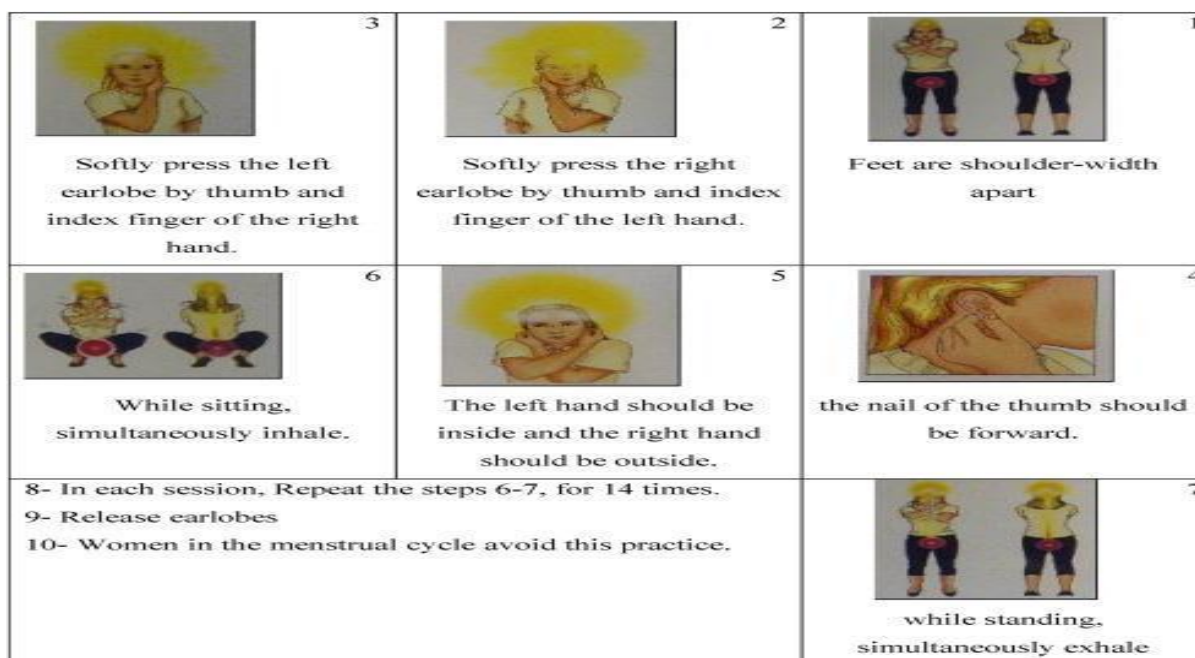 3
Softly press the left
earlobe by thumb and
index finger of the right
hand.
2
Softly press the right
earlobe by thumb and index
finger of the left hand.
1
Feet are shoulder-width
apart
6
While sitting,
simultaneously inhale.
5
The left hand should be
inside and the right hand
should be outside.
4
the nail of the thumb should
be forward.
8- In each session, Repeat the steps 6-7, for 14 times.
9- Release earlobes
10- Women in the menstrual cycle avoid this practice.
7
while standing,
simultaneously exhale